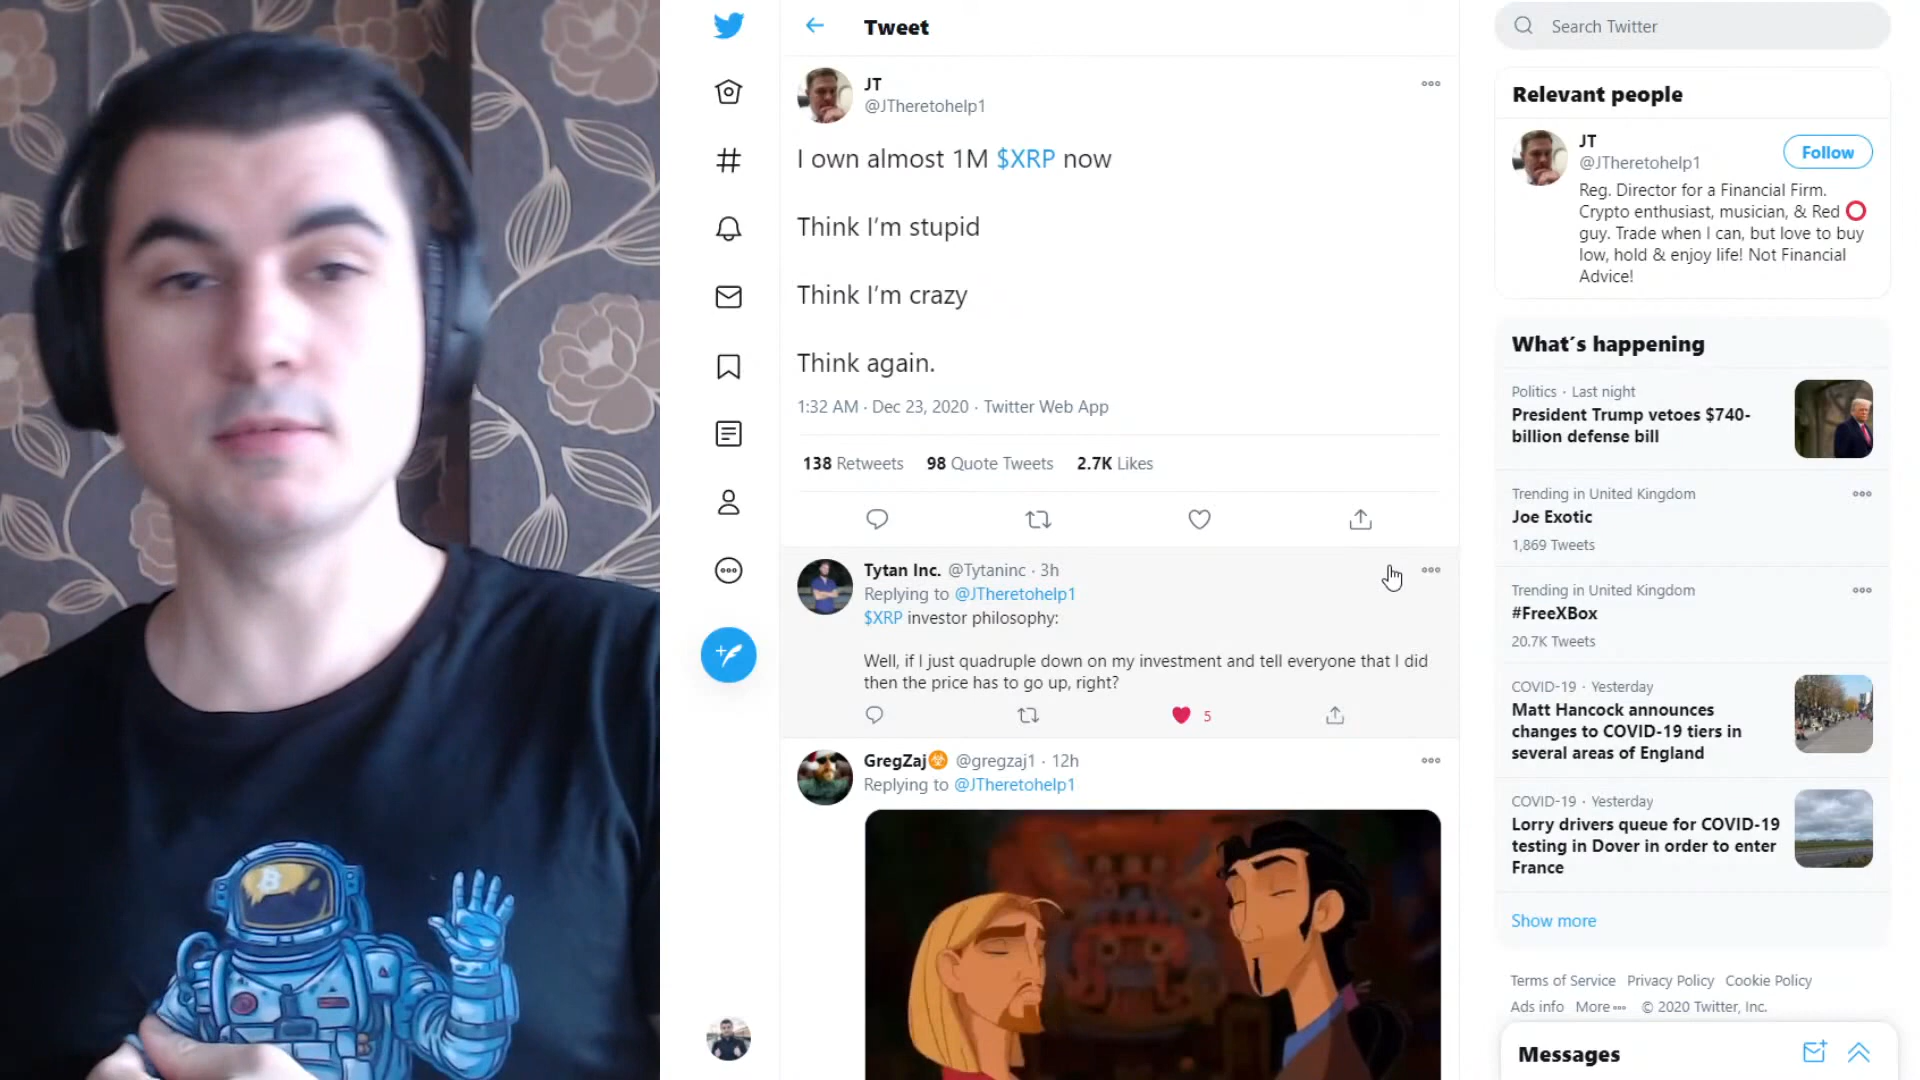 Tweet
JT
@JTheretohelp1
I own almost 1M $XRP now
Think I'm stupid
Think I'm crazy
Think again.
1:32 AM · Dec 23, 2020 · Twitter Web App
138 Retweets 98 Quote Tweets 2.7K Likes
Tytan Inc. @Tytaninc · 3h
Replying to @JTheretohelp1
$XRP investor philosophy:
Well, if I just quadruple down on my investment and tell everyone that I did
then the price has to go up, right?
5
GregZaj @gregzaj1 · 12h
Replying to @JTheretohelp1
Search Twitter
Relevant people
JT
@JTheretohelp1
Follow
Reg. Director for a Financial Firm.
Crypto enthusiast, musician, & Red
guy. Trade when I can, but love to buy
low, hold & enjoy life! Not Financial
Advice!
What's happening
Politics · Last night
President Trump vetoes $740-
billion defense bill
Trending in United Kingdom
Joe Exotic
1,869 Tweets
Trending in United Kingdom
#FreeXBox
20.7K Tweets
COVID-19 · Yesterday
Matt Hancock announces
changes to COVID-19 tiers in
several areas of England
COVID-19 · Yesterday
Lorry drivers queue for COVID-19
testing in Dover in order to enter
France
Show more
Terms of Service Privacy Policy Cookie Policy
Ads info More © 2020 Twitter, Inc.
Messages